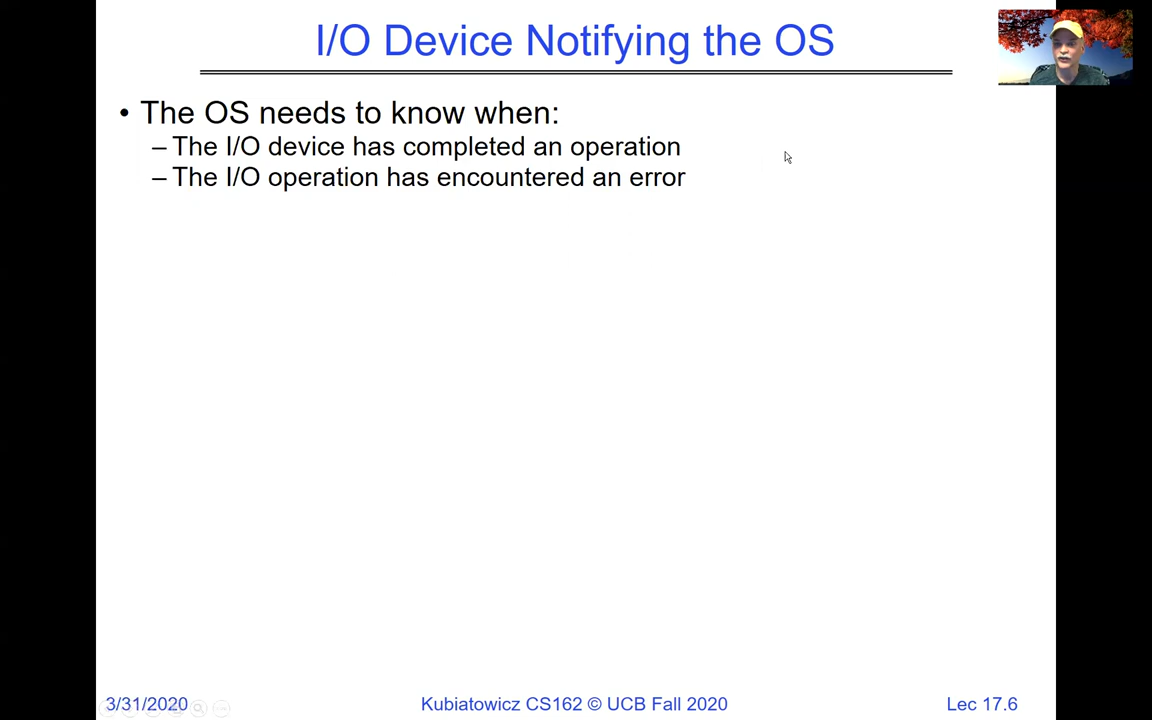 I/O Device Notifying the OS
• The OS needs to know when:
– The I/O device has completed an operation
– The I/O operation has encountered an error
3/31/2020
Kubiatowicz CS162 © UCB Fall 2020
Lec 17.6